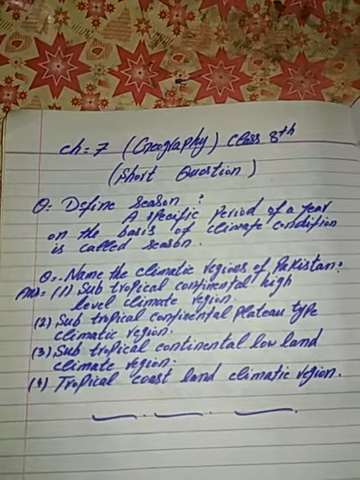 ch=7 (Geography) Class 8th
(Short Question)
Q:- Define Season ?
A specific Period of a year
on the basis of climate condition
is called season.
Q:- Name the climatic regions of Pakistan:
Ans:- (1) Sub tropical continental high
level climate region.
(2) Sub tropical continental Plateau type
climatic region.
(3) Sub tropical continental low land
climate region.
(4) Tropical coast land climatic region.